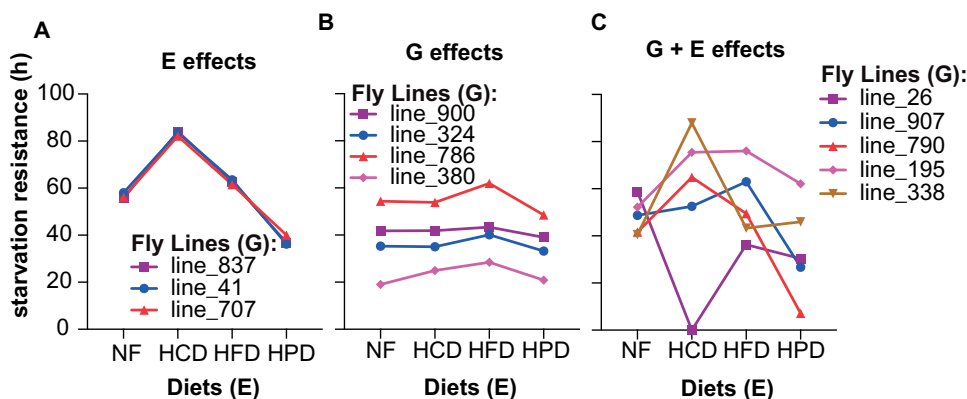 A
E effects
starvation resistance (h)
100
80
60
40
20
0
Fly Lines (G):
line_837
line_41
line_707
NF HCD HFD HPD
Diets (E)
B
G effects
Fly Lines (G):
line_900
line_324
line_786
line_380
NF HCD HFD HPD
Diets (E)
C
G + E effects
Fly Lines (G):
line_26
line_907
line_790
line_195
line_338
NF HCD HFD HPD
Diets (E)